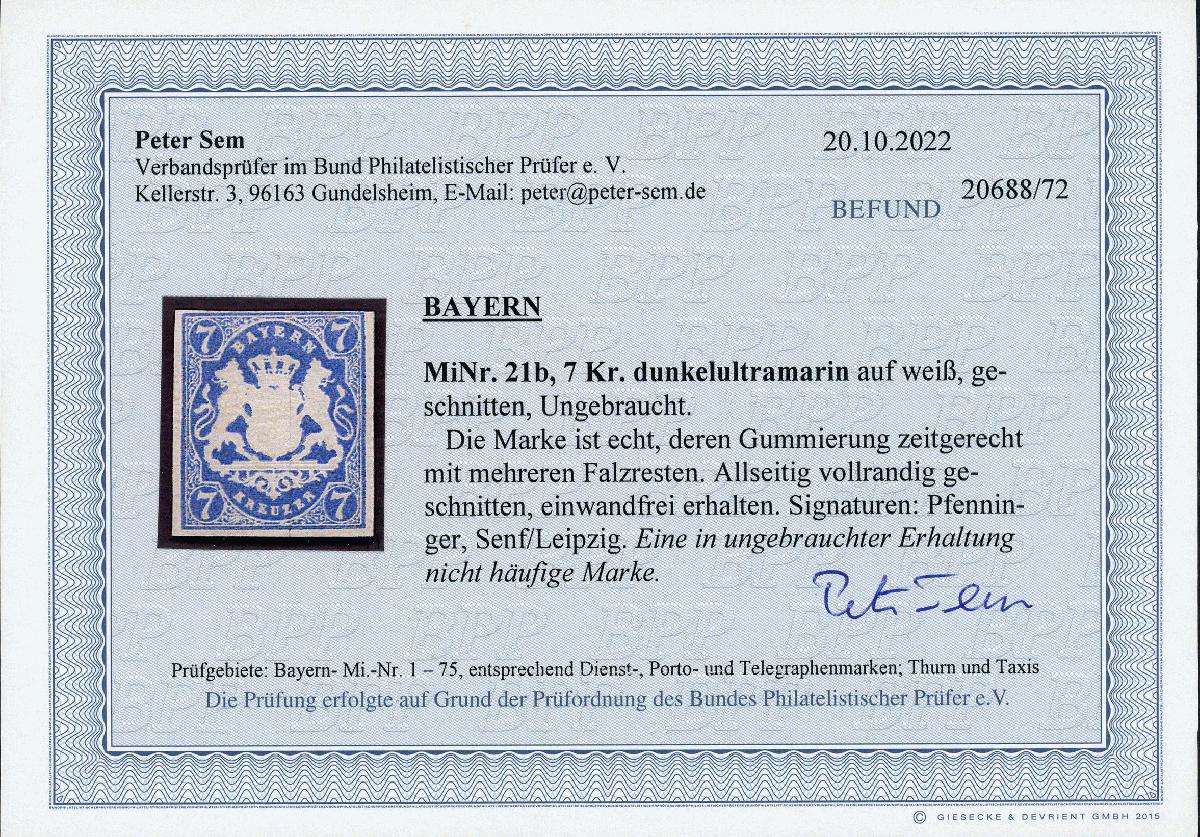 Peter Sem
Verbandsprüfer im Bund Philatelistischer Prüfer e. V.
Kellerstr. 3, 96163 Gundelsheim, E-Mail: peter@peter-sem.de
20.10.2022
BEFUND
20688/72
BAYERN
MiNr. 21b, 7 Kr. dunkelultramarin auf weiß, ge-
schnitten, Ungebraucht.
Die Marke ist echt, deren Gummierung zeitgerecht
mit mehreren Falzresten. Allseitig vollrandig ge-
schnitten, einwandfrei erhalten. Signaturen: Pfennin-
ger, Senf/Leipzig. Eine in ungebrauchter Erhaltung
nicht häufige Marke.
7 7
BAYERN
7 7
KREUZER
Peter Sem
Prüfgebiete: Bayern- Mi.-Nr. 1 – 75, entsprechend Dienst-, Porto- und Telegraphenmarken; Thurn und Taxis
Die Prüfung erfolgte auf Grund der Prüfordnung des Bundes Philatelistischer Prüfer e.V.
© GIESECKE & DEVRIENT GMBH 2015